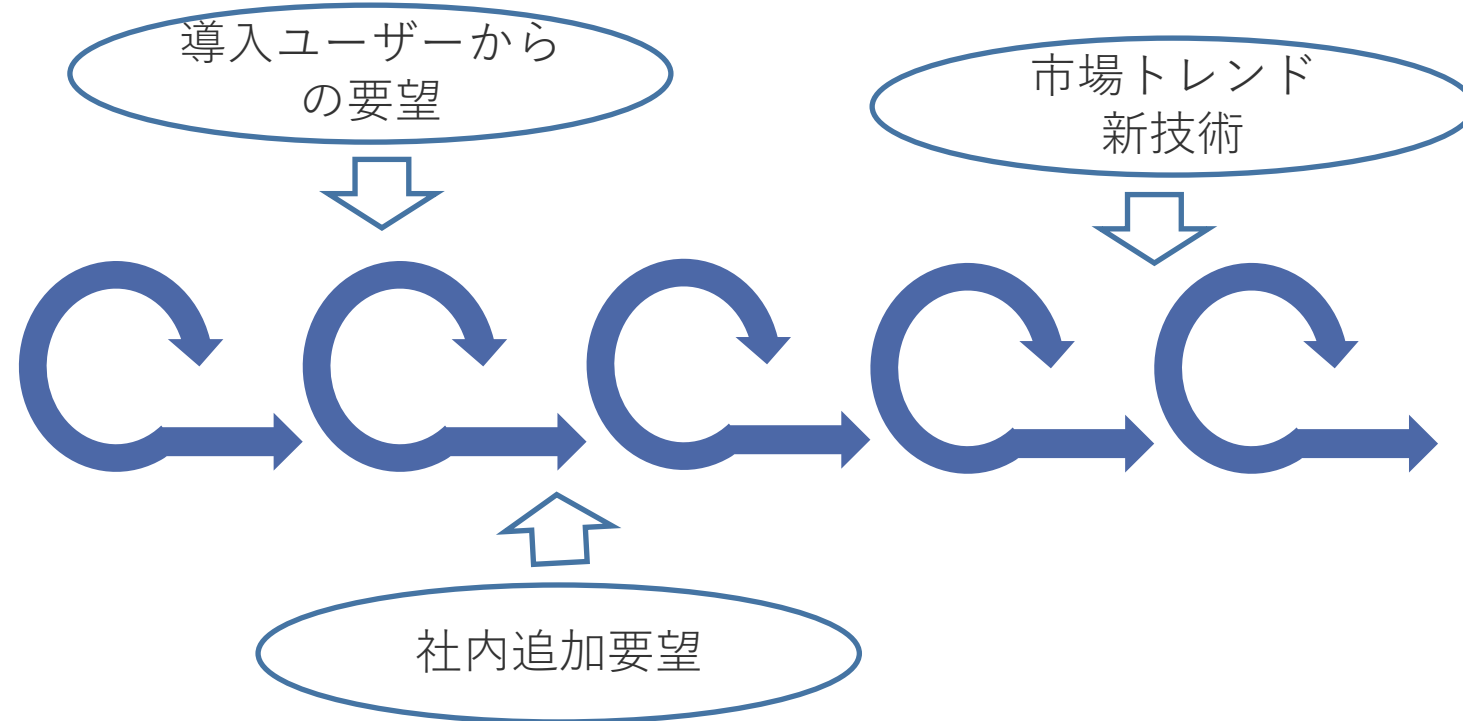 導入ユーザーから
の要望
市場トレンド
新技術
社内追加要望